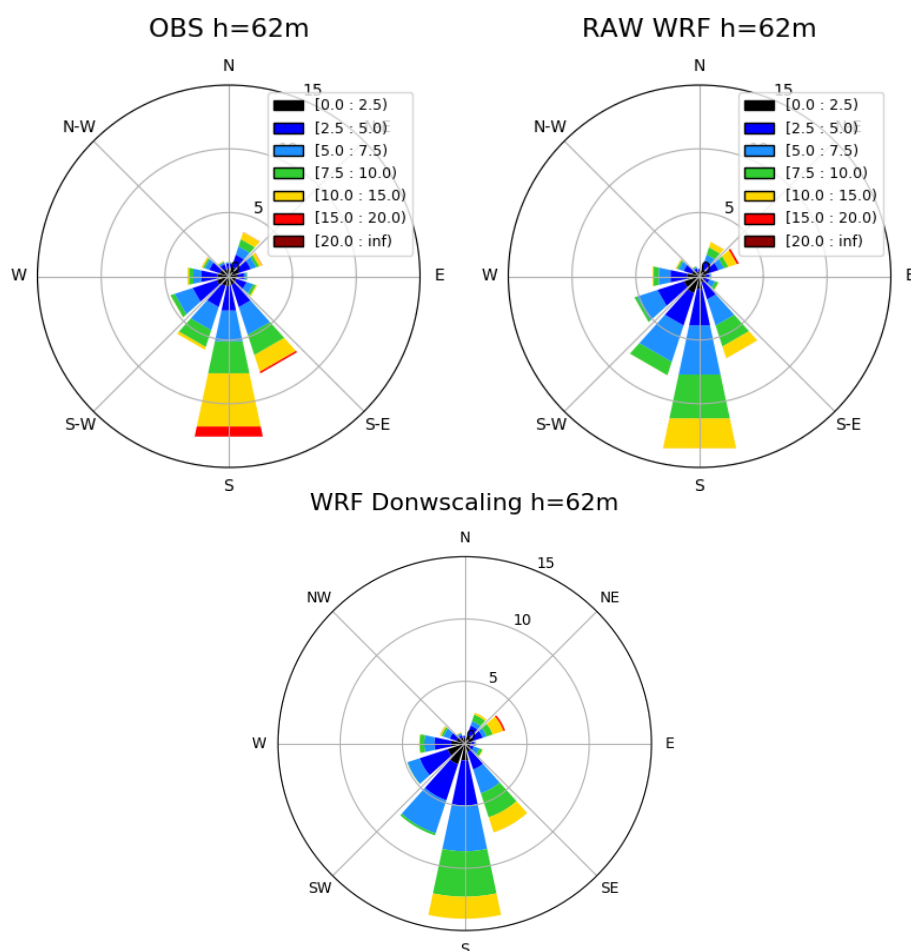 OBS h=62m
N
15
N-W
N-E
[0.0 : 2.5)
[2.5 : 5.0)
[5.0 : 7.5)
[7.5 : 10.0)
[10.0 : 15.0)
[15.0 : 20.0)
[20.0 : inf)
5
W
E
S-W
S-E
S
RAW WRF h=62m
N
15
N-W
[0.0 : 2.5)
[2.5 : 5.0)
[5.0 : 7.5)
[7.5 : 10.0)
[10.0 : 15.0)
[15.0 : 20.0)
[20.0 : inf)
5
0
W
E
S-W
S-E
S
WRF Donwscaling h=62m
N
15
NW
NE
10
5
0
W
E
SW
SE
S